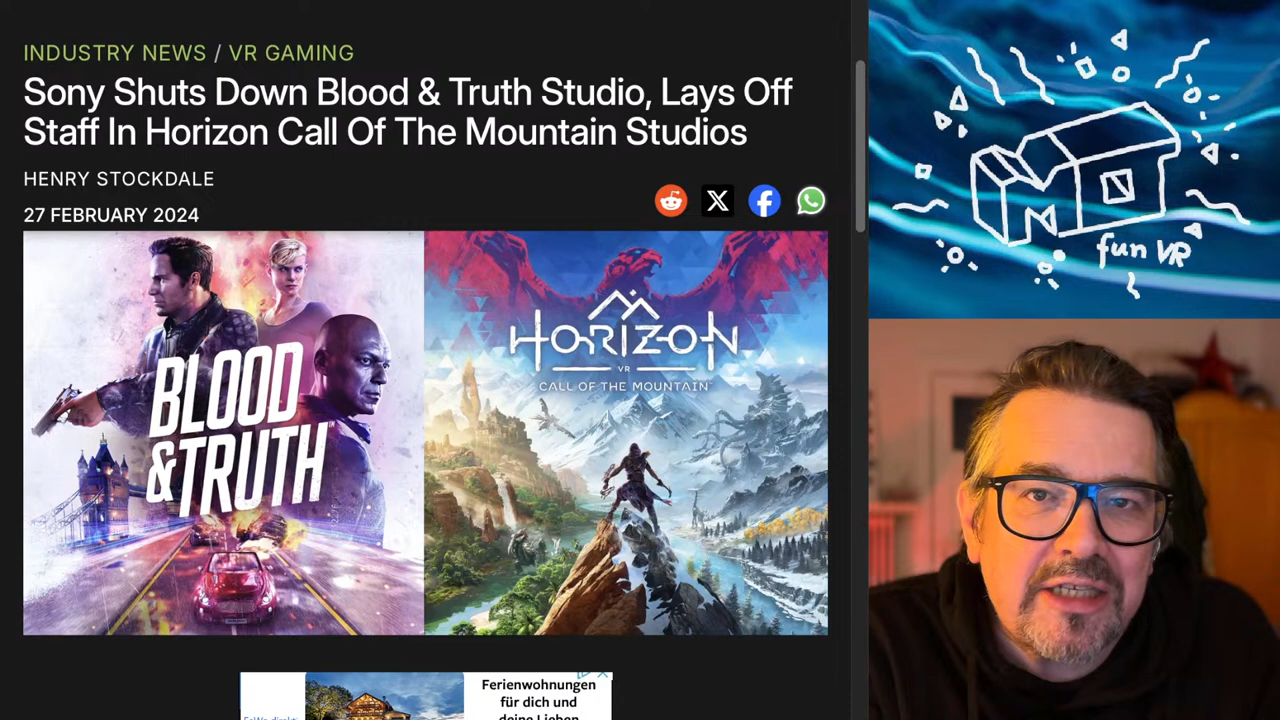 INDUSTRY NEWS / VR GAMING
Sony Shuts Down Blood & Truth Studio, Lays Off
Staff In Horizon Call Of The Mountain Studios
HENRY STOCKDALE
27 FEBRUARY 2024
BLOOD
&TRUTH
HORIZON
VR
CALL OF THE MOUNTAIN
fun VR
Ferienwohnungen
für dich und
deine Lieben